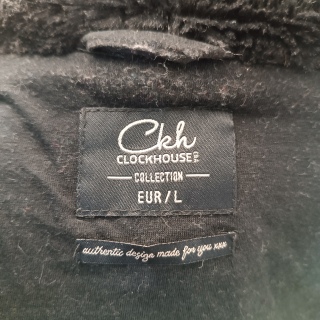 Ckh
CLOCKHOUSE
COLLECTION
EUR/L
authentic design made for you xxx